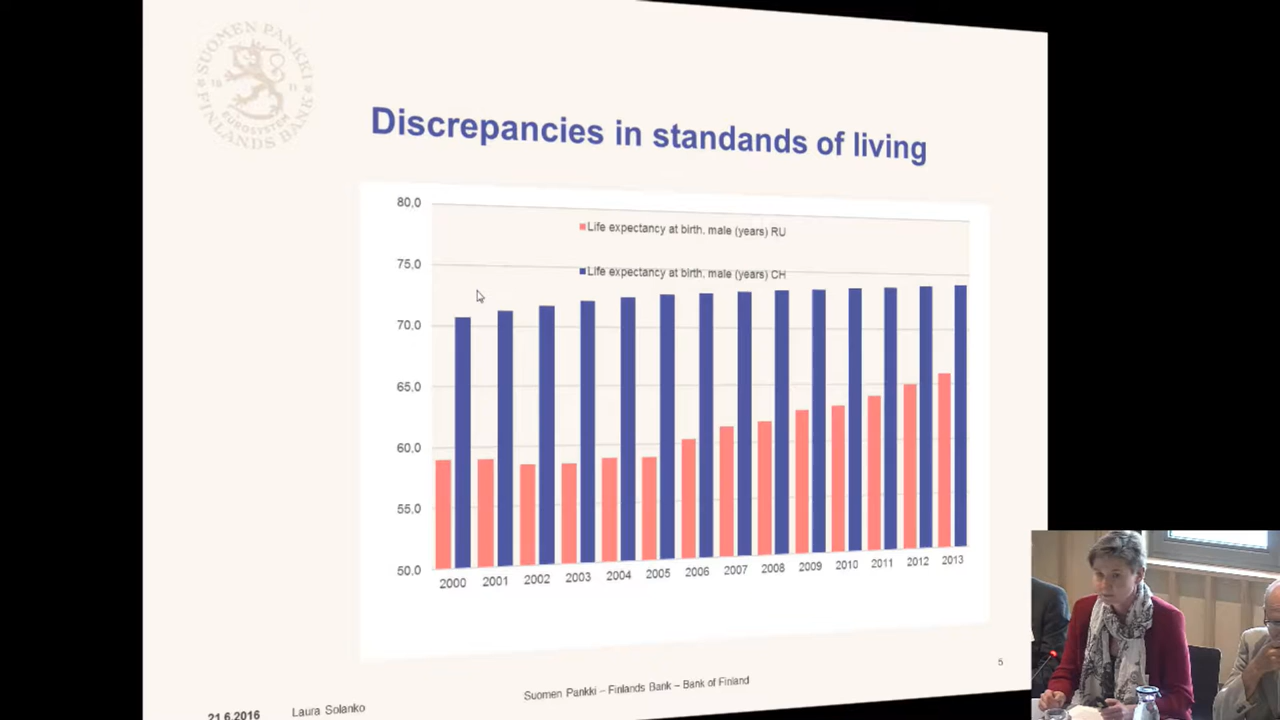 SUOMEN PANKKI
18 11
EUROSYSTEM
FINLANDS BANK
Discrepancies in standands of living
80,0
Life expectancy at birth, male (years) RU
75,0
Life expectancy at birth, male (years) CH
70,0
65,0
60,0
55,0
50,0
2000 2001 2002 2003 2004 2005 2006 2007 2008 2009 2010 2011 2012 2013
5
Suomen Pankki – Finlands Bank – Bank of Finland
21.6.2016 Laura Solanko